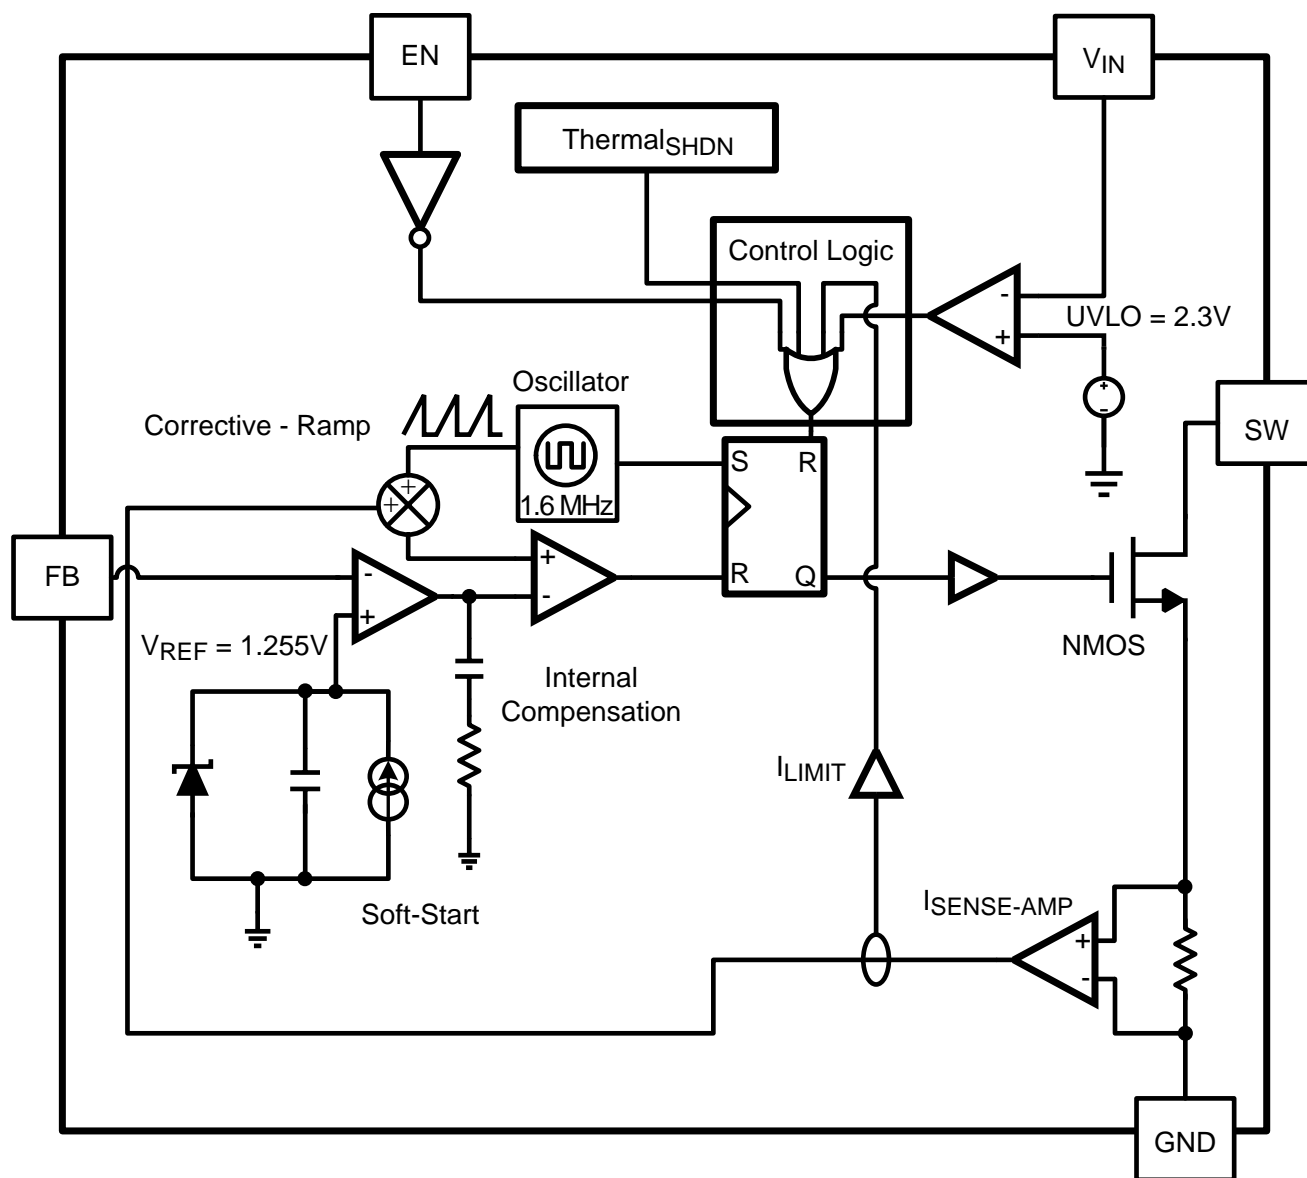 EN
VIN
ThermalSHDN
Control Logic
-
+
UVLO = 2.3V
+
-
Oscillator
Corrective - Ramp
1.6 MHz
+
+
S
R
SW
FB
-
+
+
-
R
Q
VREF = 1.255V
NMOS
Internal
Compensation
ILIMIT
Soft-Start
ISENSE-AMP
+
-
GND